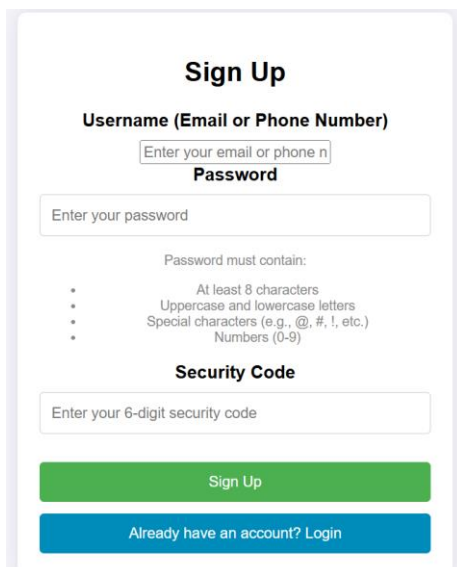 Sign Up
Username (Email or Phone Number)
Enter your email or phone n
Password
Enter your password
Password must contain:
• At least 8 characters
• Uppercase and lowercase letters
• Special characters (e.g., @, #, !, etc.)
• Numbers (0-9)
Security Code
Enter your 6-digit security code
Sign Up
Already have an account? Login